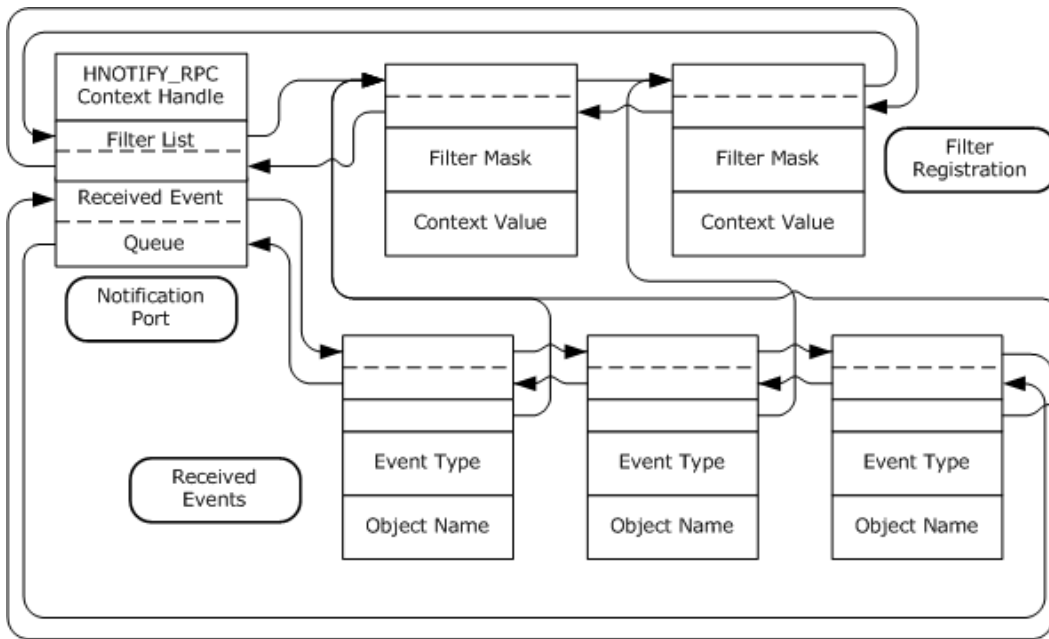 HNOTIFY_RPC
Context Handle
Filter List
Received Event
Queue
Notification
Port
Filter Mask
Context Value
Filter Mask
Context Value
Filter
Registration
Received
Events
Event Type
Object Name
Event Type
Object Name
Event Type
Object Name